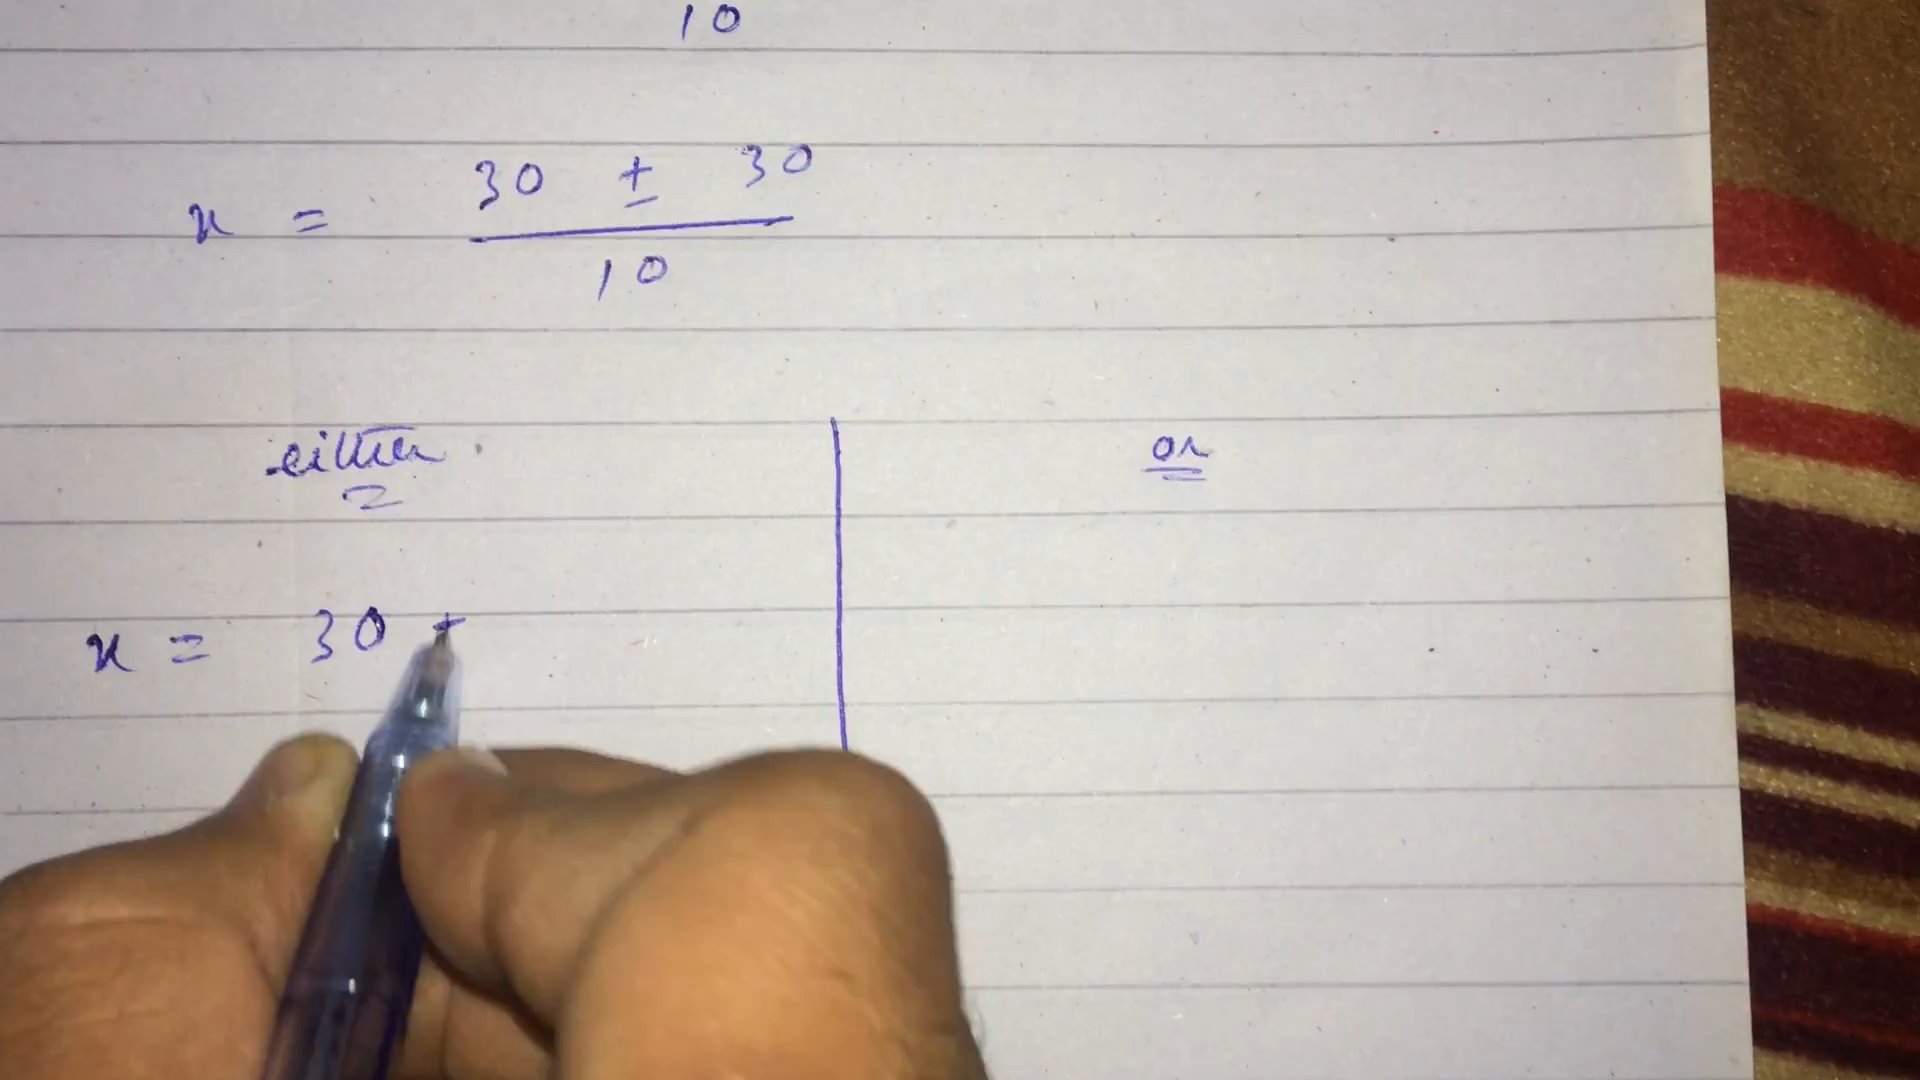 10
x = 30 ± 30
10
either
or
x = 30 +